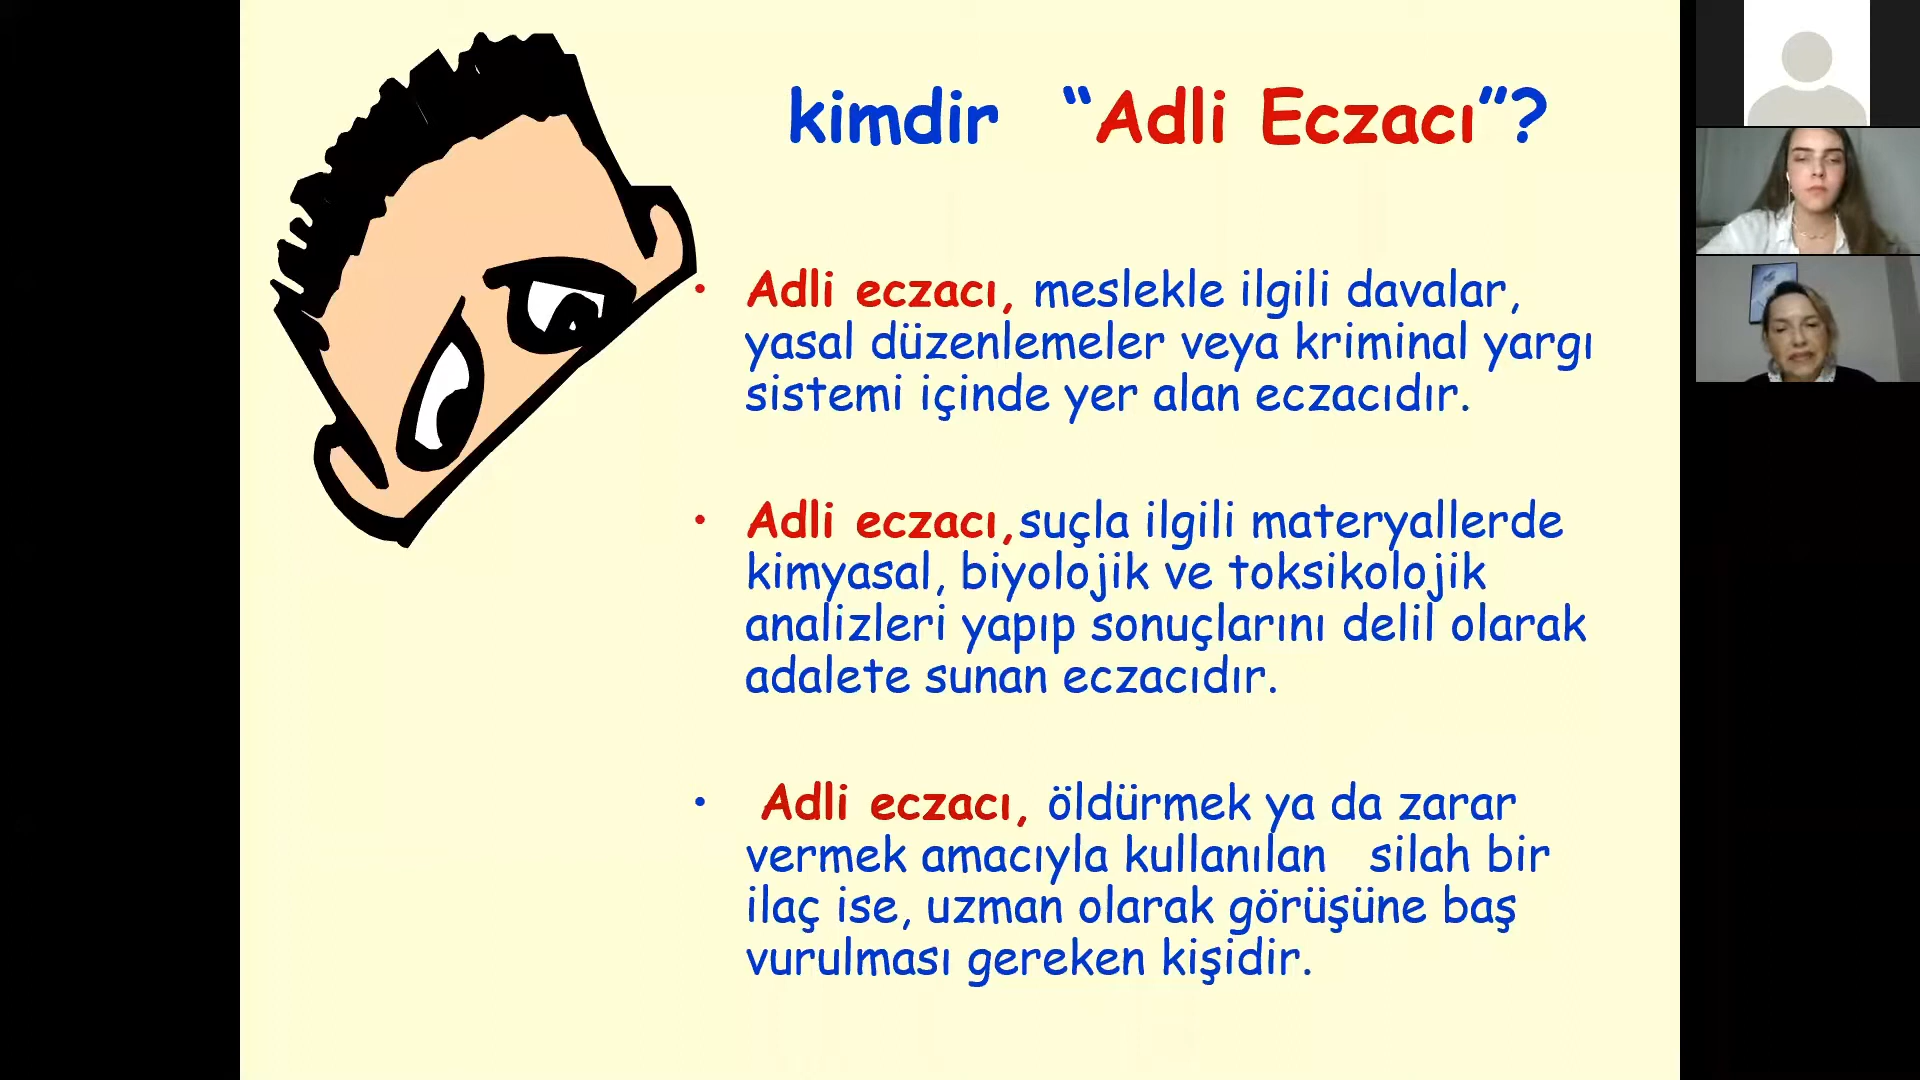 kimdir “Adli Eczacı”?
• Adli eczacı, meslekle ilgili davalar,
yasal düzenlemeler veya kriminal yargı
sistemi içinde yer alan eczacıdır.
• Adli eczacı,suçla ilgili materyallerde
kimyasal, biyolojik ve toksikolojik
analizleri yapıp sonuçlarını delil olarak
adalete sunan eczacıdır.
• Adli eczacı, öldürmek ya da zarar
vermek amacıyla kullanılan silah bir
ilaç ise, uzman olarak görüşüne baş
vurulması gereken kişidir.